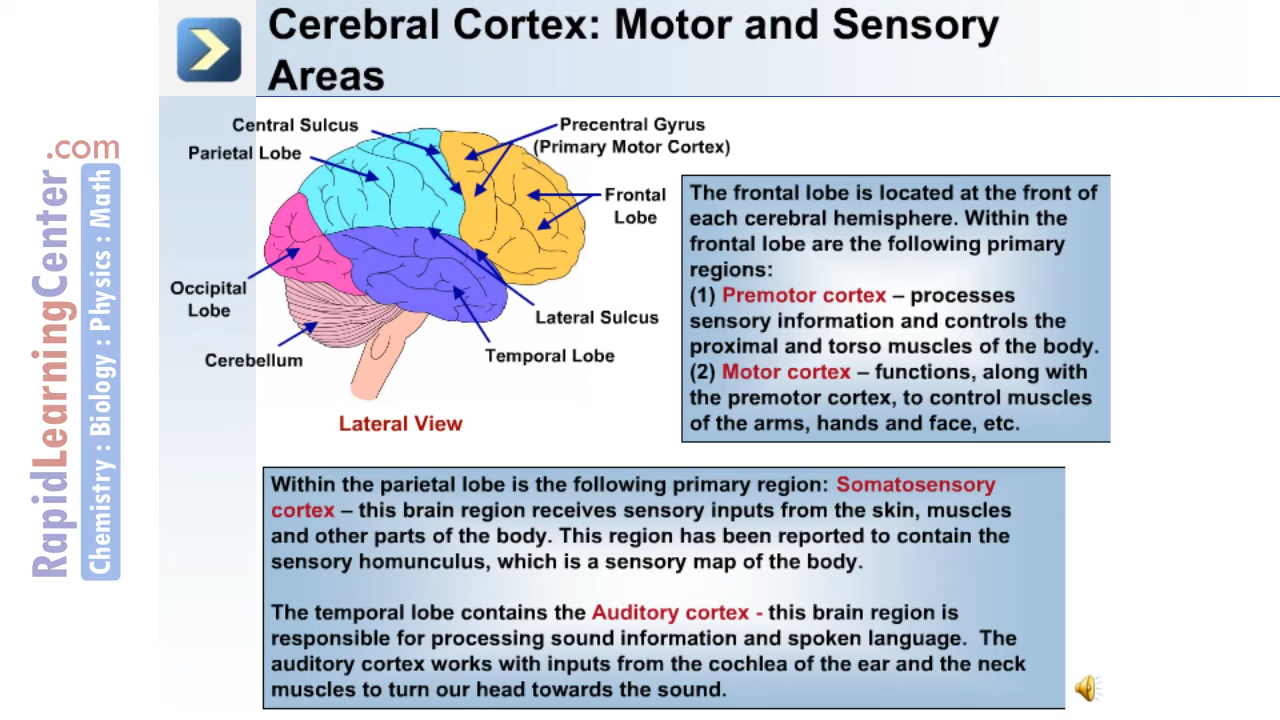 Cerebral Cortex: Motor and Sensory
Areas
RapidLearningCenter.com
Chemistry : Biology : Physics : Math
Central Sulcus
Parietal Lobe
Precentral Gyrus
(Primary Motor Cortex)
Frontal
Lobe
Occipital
Lobe
Lateral Sulcus
Cerebellum
Temporal Lobe
Lateral View
The frontal lobe is located at the front of
each cerebral hemisphere. Within the
frontal lobe are the following primary
regions:
(1) Premotor cortex – processes
sensory information and controls the
proximal and torso muscles of the body.
(2) Motor cortex – functions, along with
the premotor cortex, to control muscles
of the arms, hands and face, etc.
Within the parietal lobe is the following primary region: Somatosensory
cortex – this brain region receives sensory inputs from the skin, muscles
and other parts of the body. This region has been reported to contain the
sensory homunculus, which is a sensory map of the body.
The temporal lobe contains the Auditory cortex - this brain region is
responsible for processing sound information and spoken language.  The
auditory cortex works with inputs from the cochlea of the ear and the neck
muscles to turn our head towards the sound.